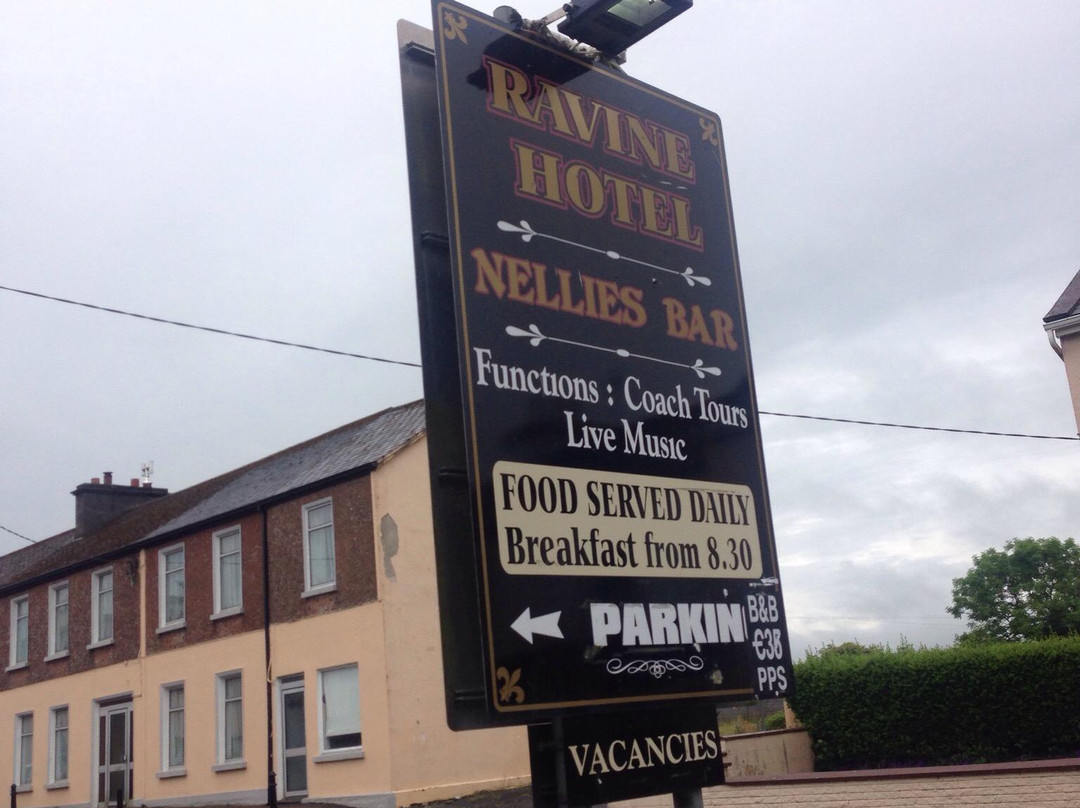 RAVINE
HOTEL
NELLIES BAR
Functions : Coach Tours
Live Music
FOOD SERVED DAILY
Breakfast from 8.30
PARKIN
B&B
PPS
VACANCIES